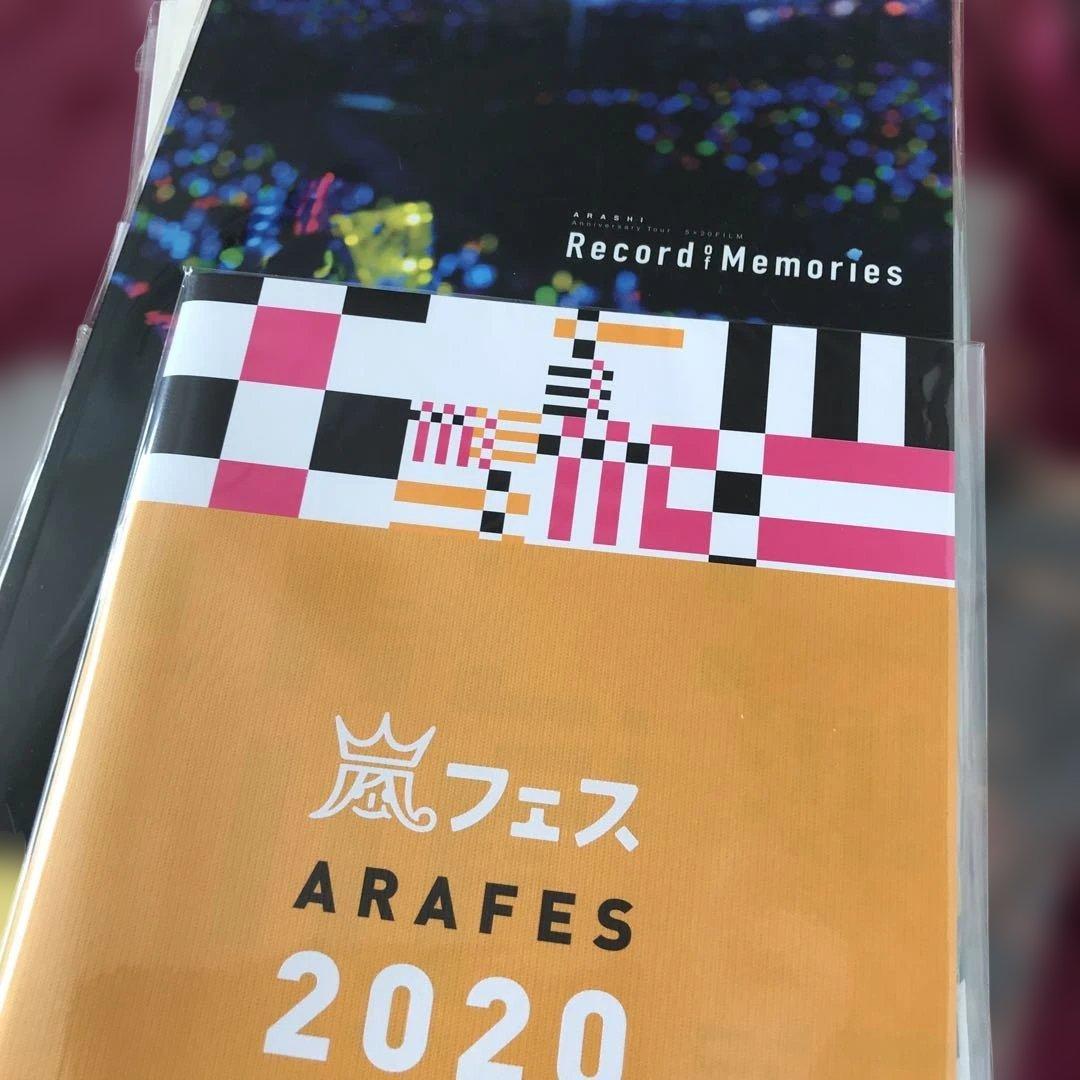 ARASHI
Anniversary Tour 5×20 FILM
Record of Memories
嵐フェス
ARAFES
2020